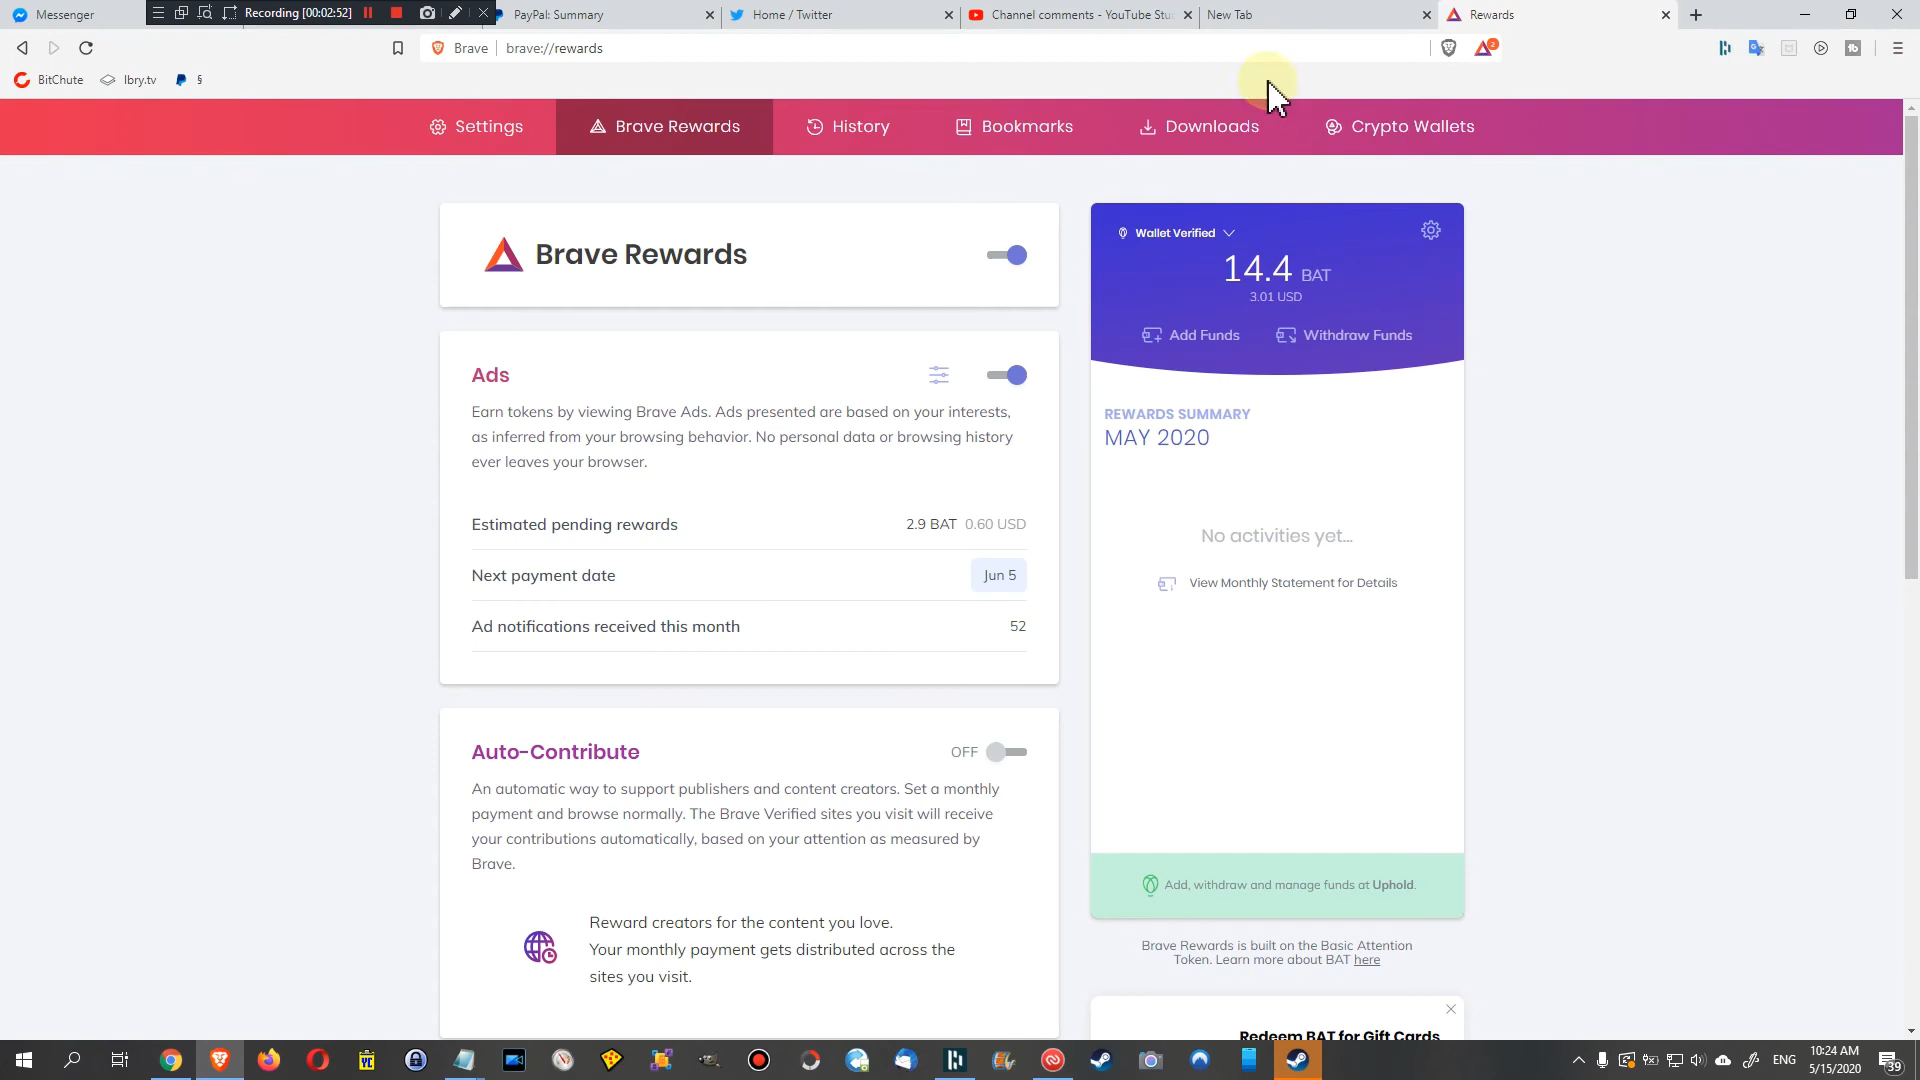 Messenger
Recording [00:02:52]
PayPal: Summary
Home / Twitter
Channel comments - YouTube Stu
New Tab
Rewards
Brave
brave://rewards
2
BitChute
lbry.tv
§
Settings
Brave Rewards
History
Bookmarks
Downloads
Crypto Wallets
Brave Rewards
Ads
Earn tokens by viewing Brave Ads. Ads presented are based on your interests,
as inferred from your browsing behavior. No personal data or browsing history
ever leaves your browser.
Estimated pending rewards
2.9 BAT 0.60 USD
Next payment date
Jun 5
Ad notifications received this month
52
Auto-Contribute
OFF
An automatic way to support publishers and content creators. Set a monthly
payment and browse normally. The Brave Verified sites you visit will receive
your contributions automatically, based on your attention as measured by
Brave.
Reward creators for the content you love.
Your monthly payment gets distributed across the
sites you visit.
Wallet Verified
14.4 BAT
3.01 USD
Add Funds
Withdraw Funds
REWARDS SUMMARY
MAY 2020
No activities yet...
View Monthly Statement for Details
Add, withdraw and manage funds at Uphold.
Brave Rewards is built on the Basic Attention
Token. Learn more about BAT here
Redeem BAT for Gift Cards
ENG
10:24 AM
5/15/2020
39